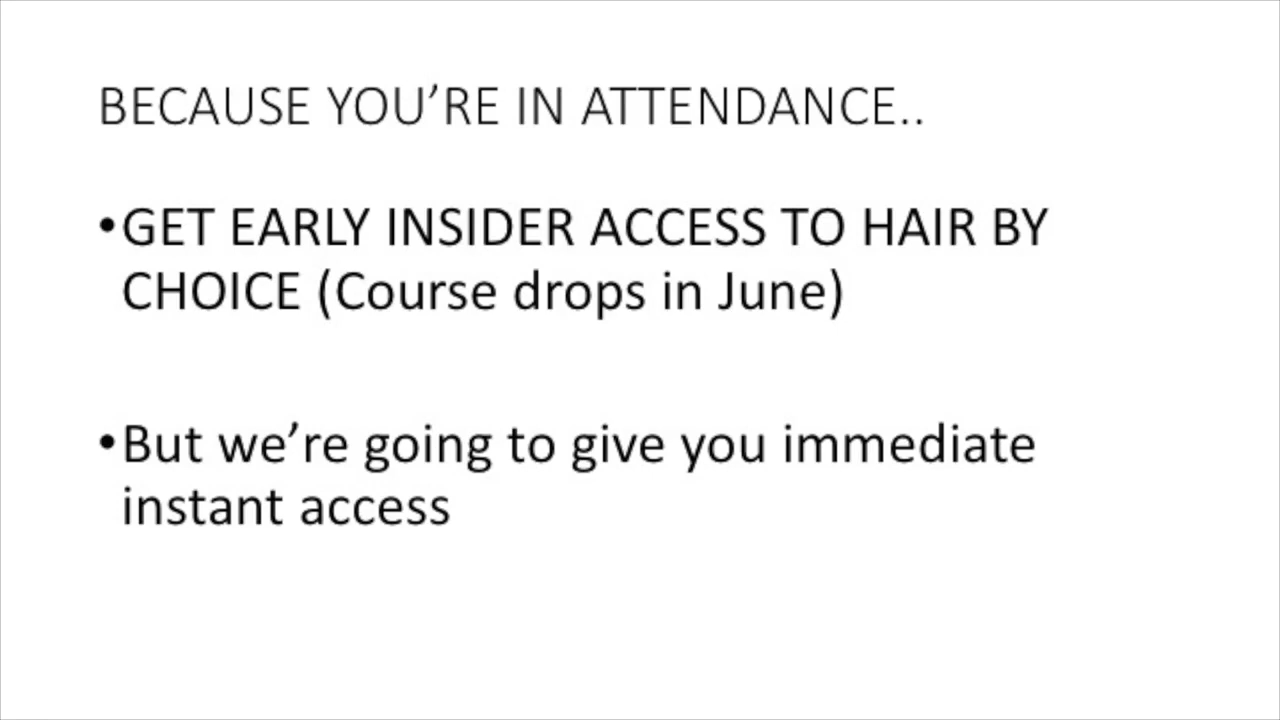 BECAUSE YOU’RE IN ATTENDANCE..
•GET EARLY INSIDER ACCESS TO HAIR BY
CHOICE (Course drops in June)
•But we’re going to give you immediate
instant access